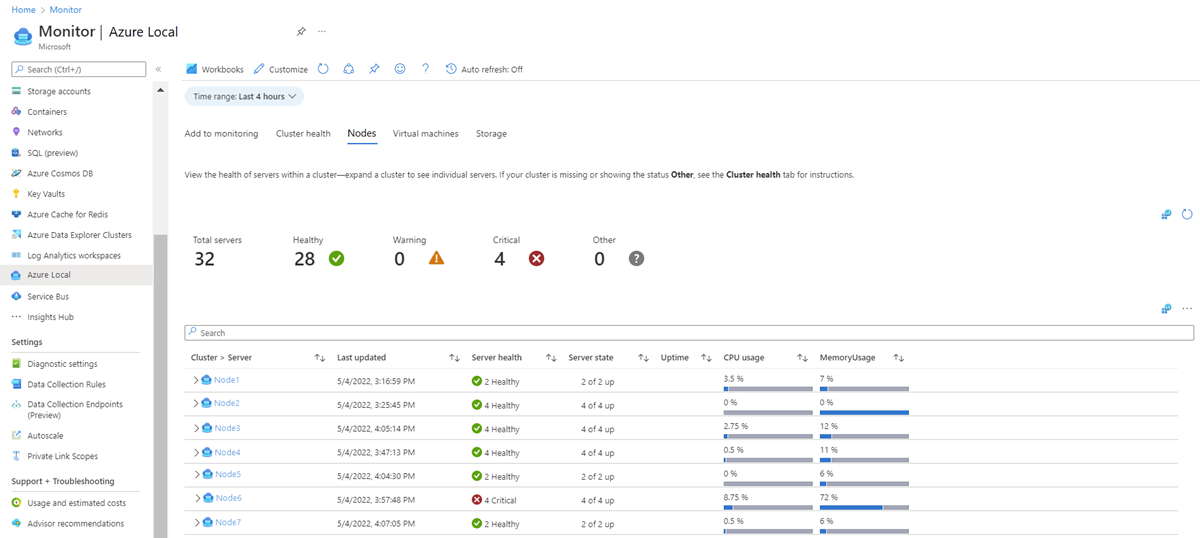 Home > Monitor
Monitor | Azure Local
Microsoft
Search (Ctrl+/)
Storage accounts
Containers
Networks
SQL (preview)
Azure Cosmos DB
Key Vaults
Azure Cache for Redis
Azure Data Explorer Clusters
Log Analytics workspaces
Azure Local
Service Bus
Insights Hub
Settings
Diagnostic settings
Data Collection Rules
Data Collection Endpoints
(Preview)
Autoscale
Private Link Scopes
Support + Troubleshooting
Usage and estimated costs
Advisor recommendations
Workbooks Customize Auto refresh: Off
Time range: Last 4 hours
Add to monitoring Cluster health Nodes Virtual machines Storage
View the health of servers within a cluster—expand a cluster to see individual servers. If your cluster is missing or showing the status Other, see the Cluster health tab for instructions.
Total servers Healthy Warning Critical Other
32 28 0 4 0
Search
Cluster > Server Last updated Server health Server state Uptime CPU usage MemoryUsage
Node1 5/4/2022, 3:16:59 PM 2 Healthy 2 of 2 up 3.5 % 7 %
Node2 5/4/2022, 3:25:45 PM 4 Healthy 4 of 4 up 0 % 0 %
Node3 5/4/2022, 4:05:14 PM 4 Healthy 4 of 4 up 2.75 % 12 %
Node4 5/4/2022, 3:47:13 PM 4 Healthy 4 of 4 up 0.5 % 11 %
Node5 5/4/2022, 4:04:30 PM 2 Healthy 2 of 2 up 0 % 6 %
Node6 5/4/2022, 3:57:48 PM 4 Critical 4 of 4 up 8.75 % 72 %
Node7 5/4/2022, 4:07:05 PM 2 Healthy 2 of 2 up 0.5 % 6 %